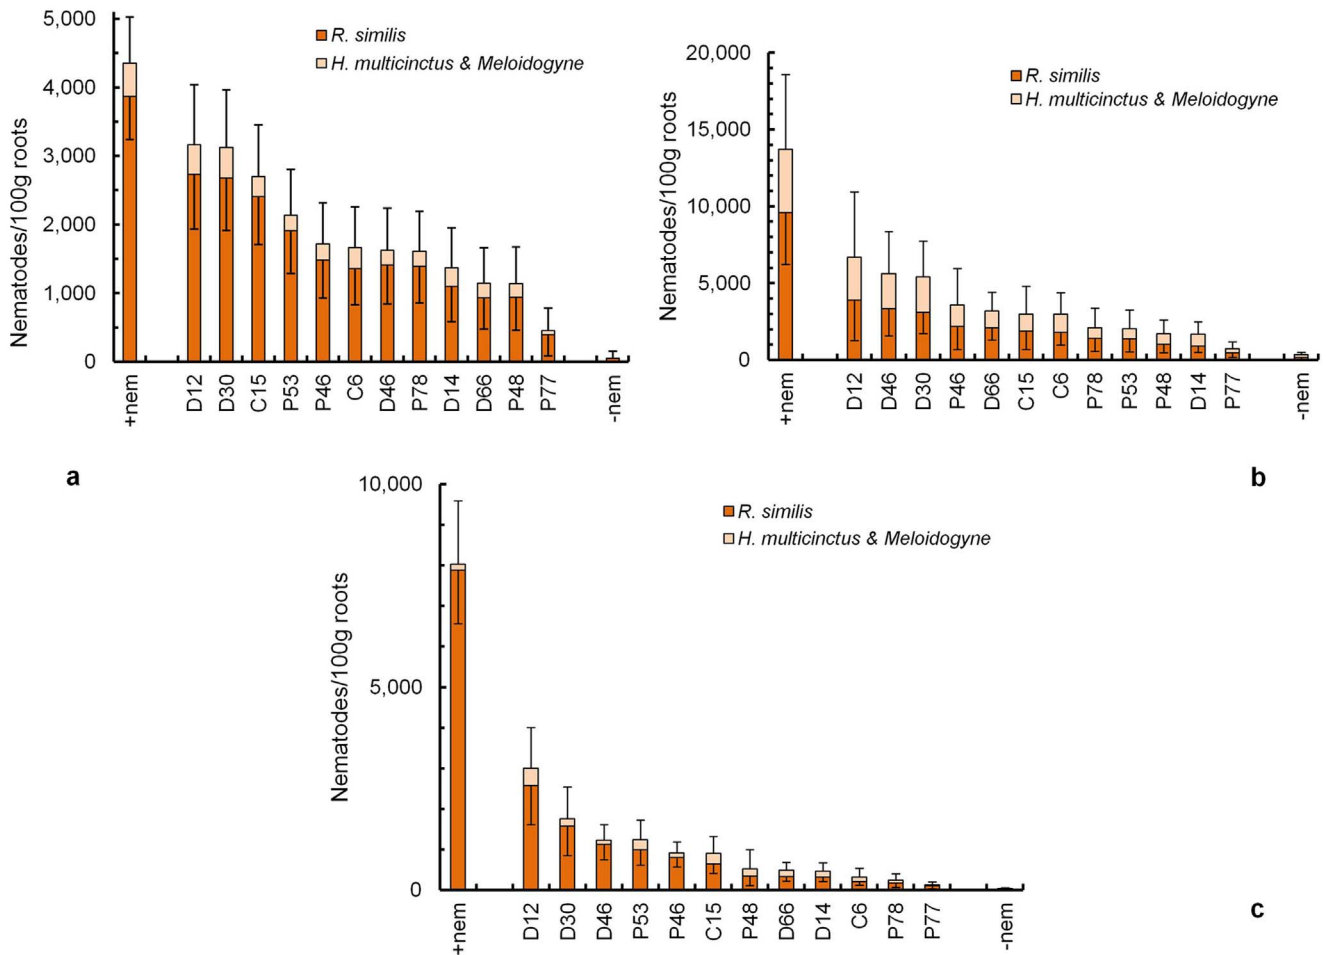 5,000
4,000
3,000
2,000
1,000
0
Nematodes/100g roots
R. similis
H. multicinctus & Meloidogyne
+nem D12 D30 C15 P53 P46 C6 D46 P78 D14 D66 P48 P77 -nem
a
20,000
15,000
10,000
5,000
0
Nematodes/100g roots
R. similis
H. multicinctus & Meloidogyne
+nem D12 D46 D30 P46 D66 C15 C6 P78 P53 P48 D14 P77 -nem
b
10,000
5,000
0
Nematodes/100g roots
R. similis
H. multicinctus & Meloidogyne
+nem D12 D30 D46 P53 P46 C15 P48 D66 D14 C6 P78 P77 -nem
c